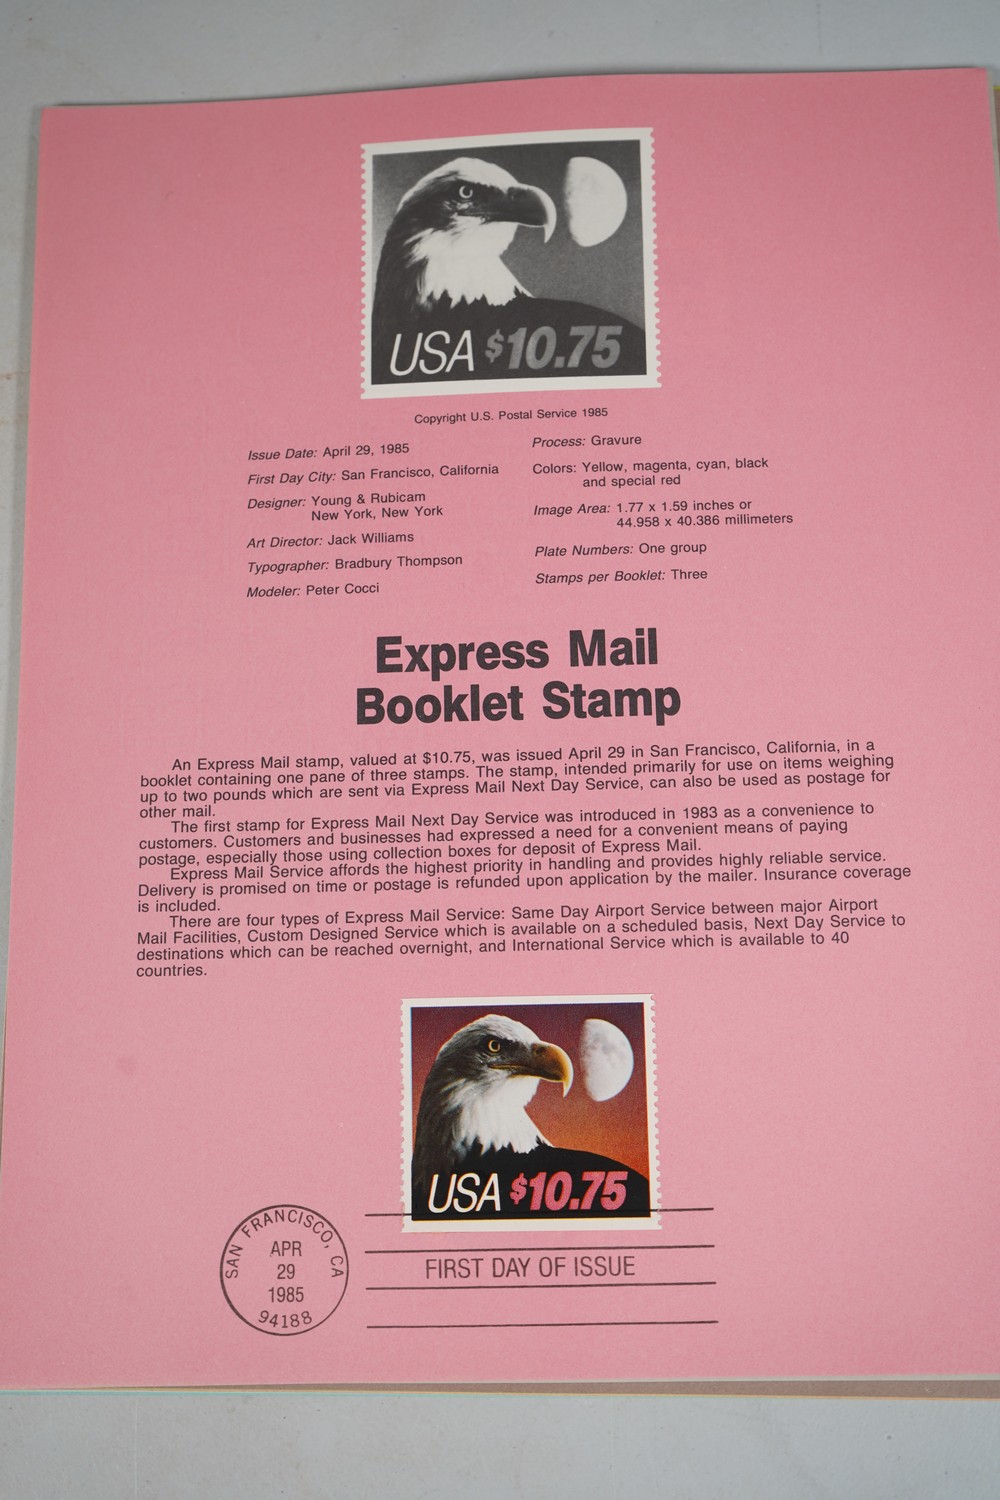 USA $10.75
Copyright U.S. Postal Service 1985
Issue Date: April 29, 1985
First Day City: San Francisco, California
Designer: Young & Rubicam
New York, New York
Art Director: Jack Williams
Typographer: Bradbury Thompson
Modeler: Peter Cocci
Process: Gravure
Colors: Yellow, magenta, cyan, black
and special red
Image Area: 1.77 x 1.59 inches or
44.958 x 40.386 millimeters
Plate Numbers: One group
Stamps per Booklet: Three
Express Mail
Booklet Stamp
An Express Mail stamp, valued at $10.75, was issued April 29 in San Francisco, California, in a
booklet containing one pane of three stamps. The stamp, intended primarily for use on items weighing
up to two pounds which are sent via Express Mail Next Day Service, can also be used as postage for
other mail.
The first stamp for Express Mail Next Day Service was introduced in 1983 as a convenience to
customers. Customers and businesses had expressed a need for a convenient means of paying
postage, especially those using collection boxes for deposit of Express Mail.
Express Mail Service affords the highest priority in handling and provides highly reliable service.
Delivery is promised on time or postage is refunded upon application by the mailer. Insurance coverage
is included.
There are four types of Express Mail Service: Same Day Airport Service between major Airport
Mail Facilities, Custom Designed Service which is available on a scheduled basis, Next Day Service to
destinations which can be reached overnight, and International Service which is available to 40
countries.
USA $10.75
SAN FRANCISCO, CA
APR
29
1985
94188
FIRST DAY OF ISSUE